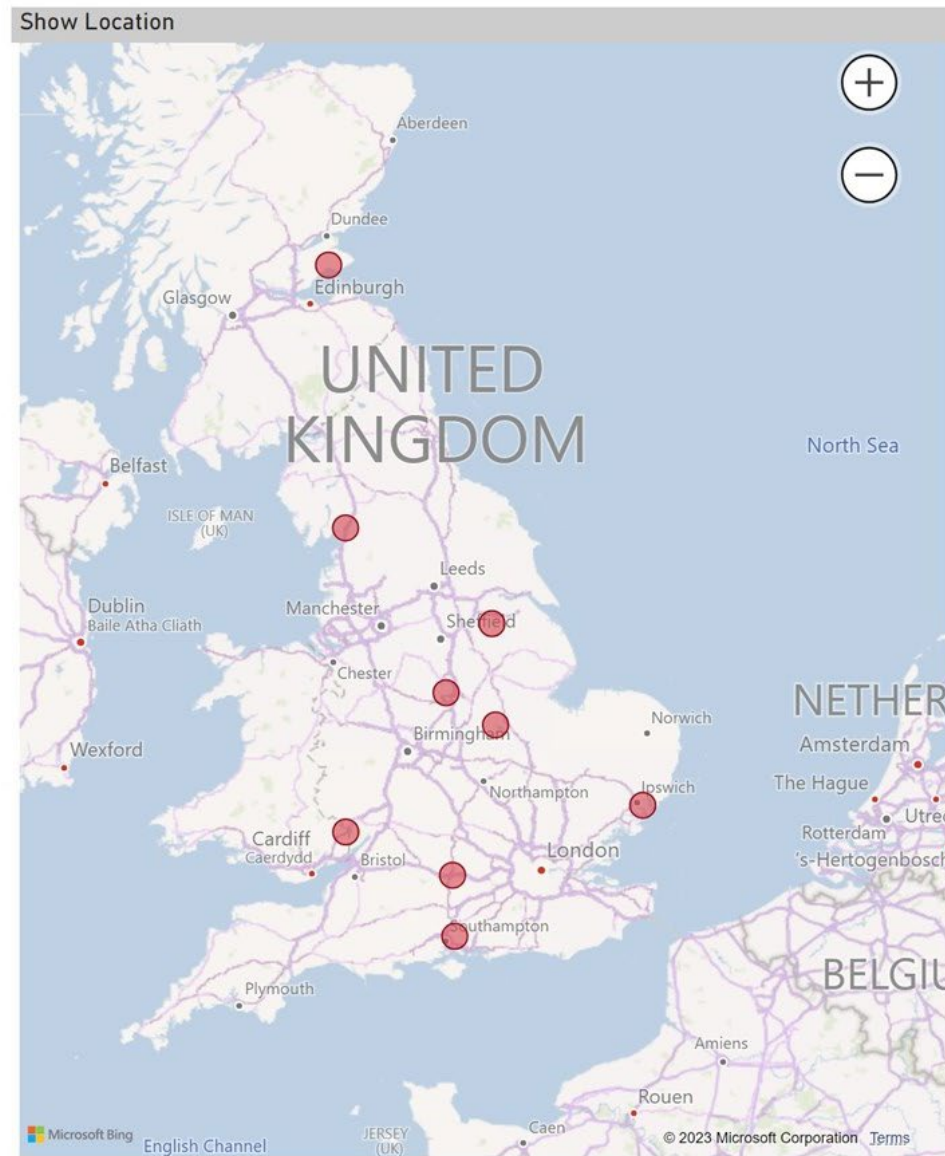 Show Location
+
−
Aberdeen
Dundee
Edinburgh
Glasgow
UNITED
KINGDOM
North Sea
Belfast
ISLE OF MAN
(UK)
Leeds
Dublin
Baile Atha Cliath
Manchester
Sheffield
Chester
NETHER
Norwich
Birmingham
Wexford
Amsterdam
The Hague
Northampton
Ipswich
Utrec
Rotterdam
Cardiff
Caerdydd
Bristol
London
's-Hertogenbosch
Southampton
BELGIU
Plymouth
Amiens
Rouen
Microsoft Bing
English Channel
JERSEY
(UK)
Caen
© 2023 Microsoft Corporation Terms